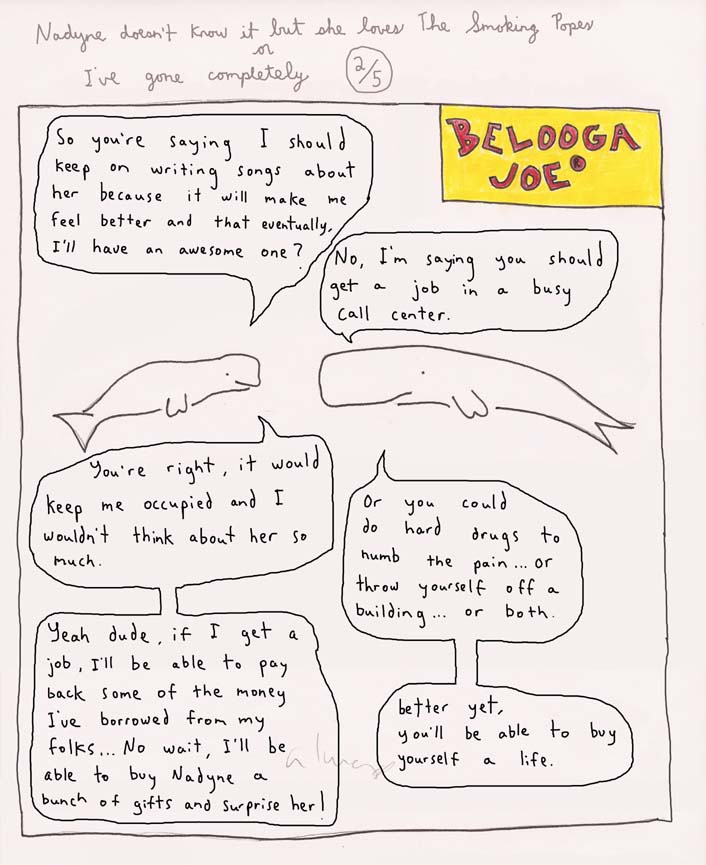 Nadyne doesn't know it but she loves The Smoking Popes
or
I've gone completely 2/5
BELOOGA
JOE®
So you're saying I should
keep on writing songs about
her because it will make me
feel better and that eventually,
I'll have an awesome one?
No, I'm saying you should
get a job in a busy
call center.
You're right, it would
keep me occupied and I
wouldn't think about her so
much.
Or you could
do hard drugs to
numb the pain... or
throw yourself off a
building... or both.
Yeah dude, if I get a
job, I'll be able to pay
back some of the money
I've borrowed from my
folks... No wait, I'll be
able to buy Nadyne a
bunch of gifts and surprise her!
better yet,
you'll be able to buy
yourself a life.